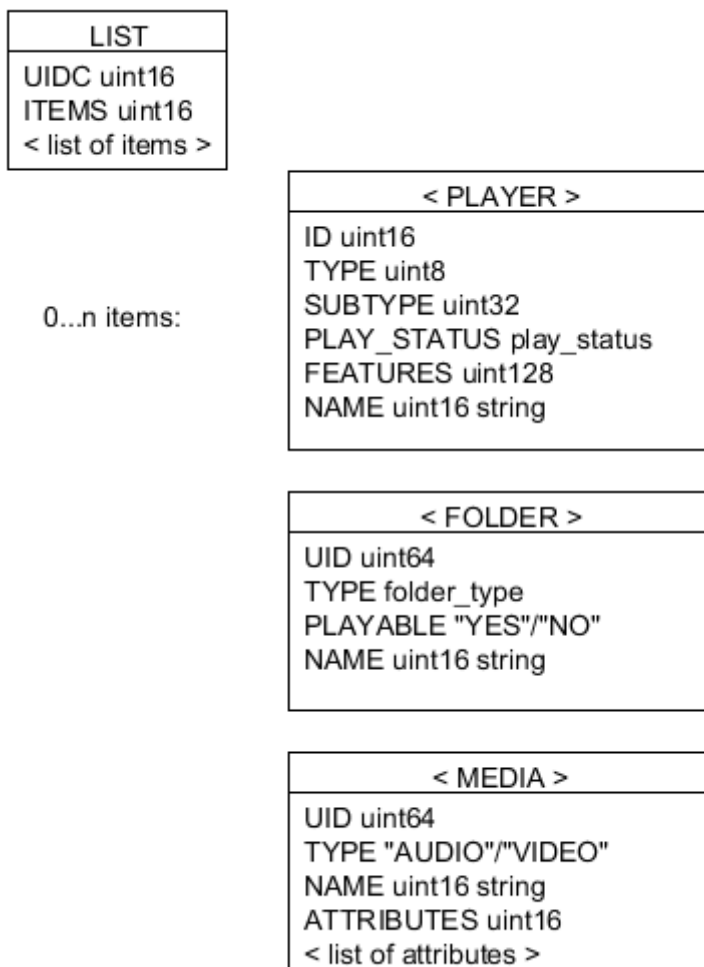 LIST
UIDC uint16
ITEMS uint16
< list of items >
< PLAYER >
ID uint16
TYPE uint8
SUBTYPE uint32
PLAY_STATUS play_status
FEATURES uint128
NAME uint16 string
0...n items:
< FOLDER >
UID uint64
TYPE folder_type
PLAYABLE "YES"/"NO"
NAME uint16 string
< MEDIA >
UID uint64
TYPE "AUDIO"/"VIDEO"
NAME uint16 string
ATTRIBUTES uint16
< list of attributes >